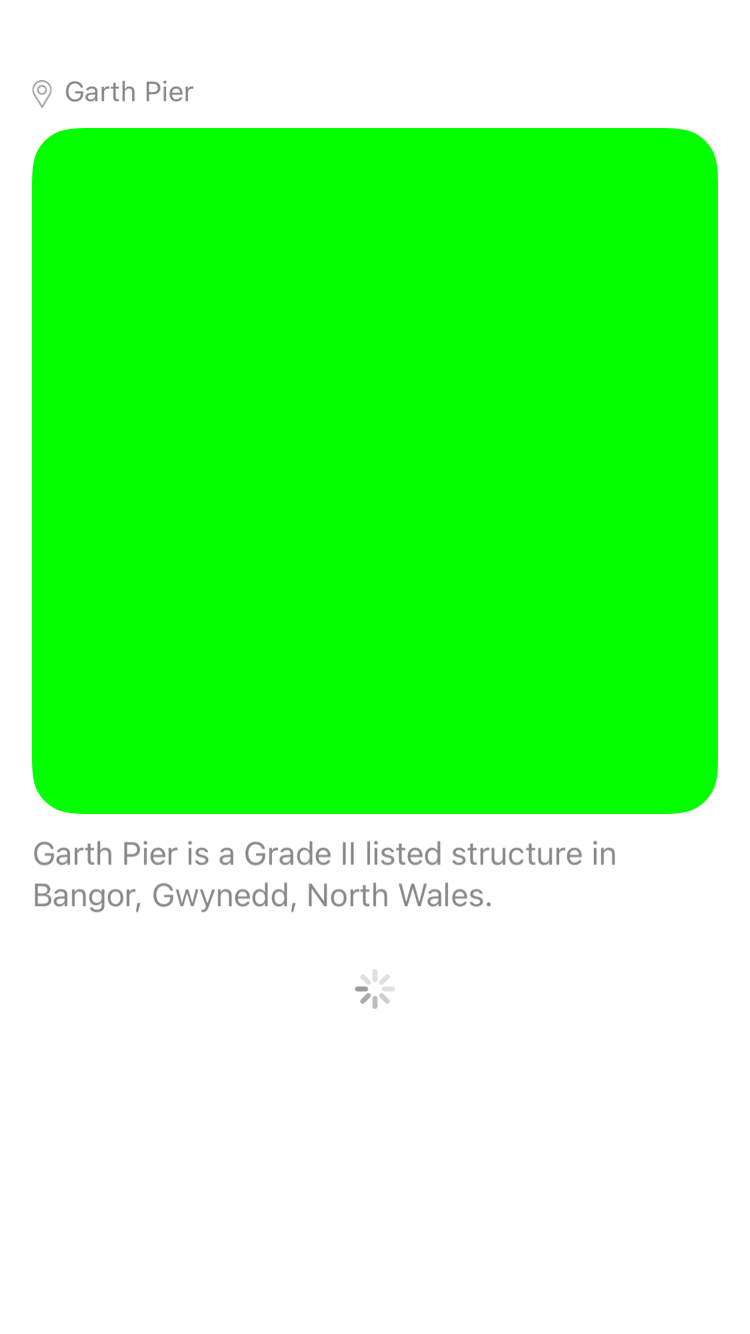 Garth Pier
Garth Pier is a Grade II listed structure in
Bangor, Gwynedd, North Wales.